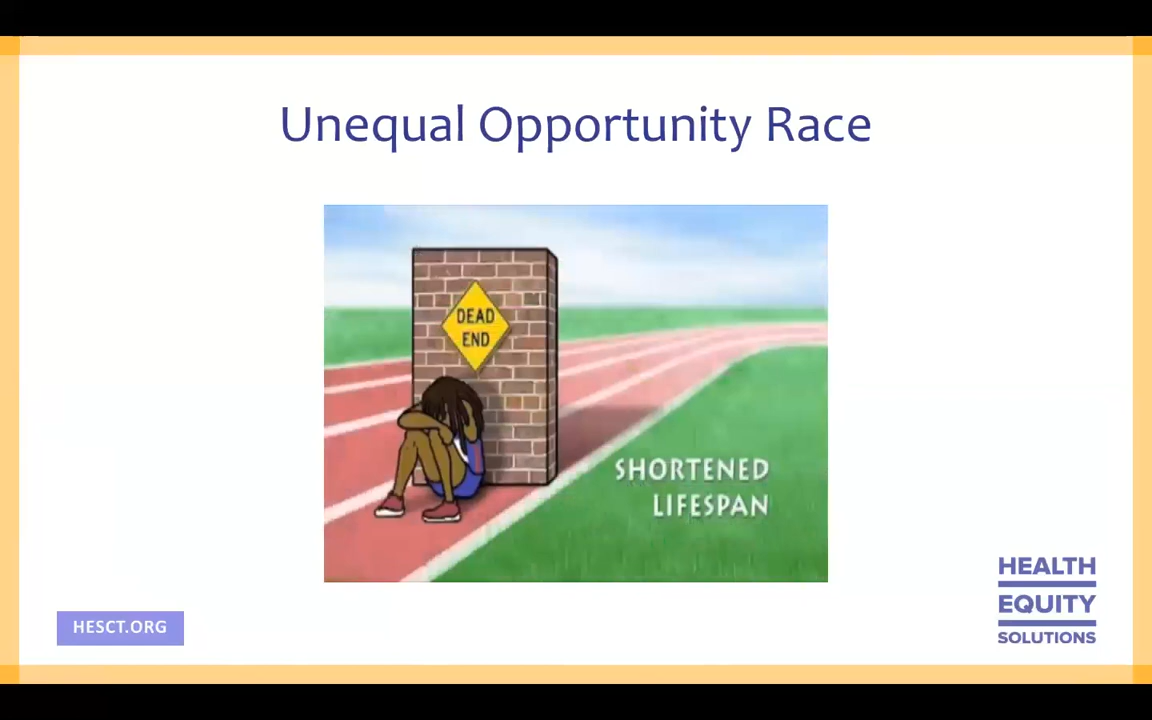 Unequal Opportunity Race
DEAD
END
SHORTENED
LIFESPAN
HESCT.ORG
HEALTH
EQUITY
SOLUTIONS